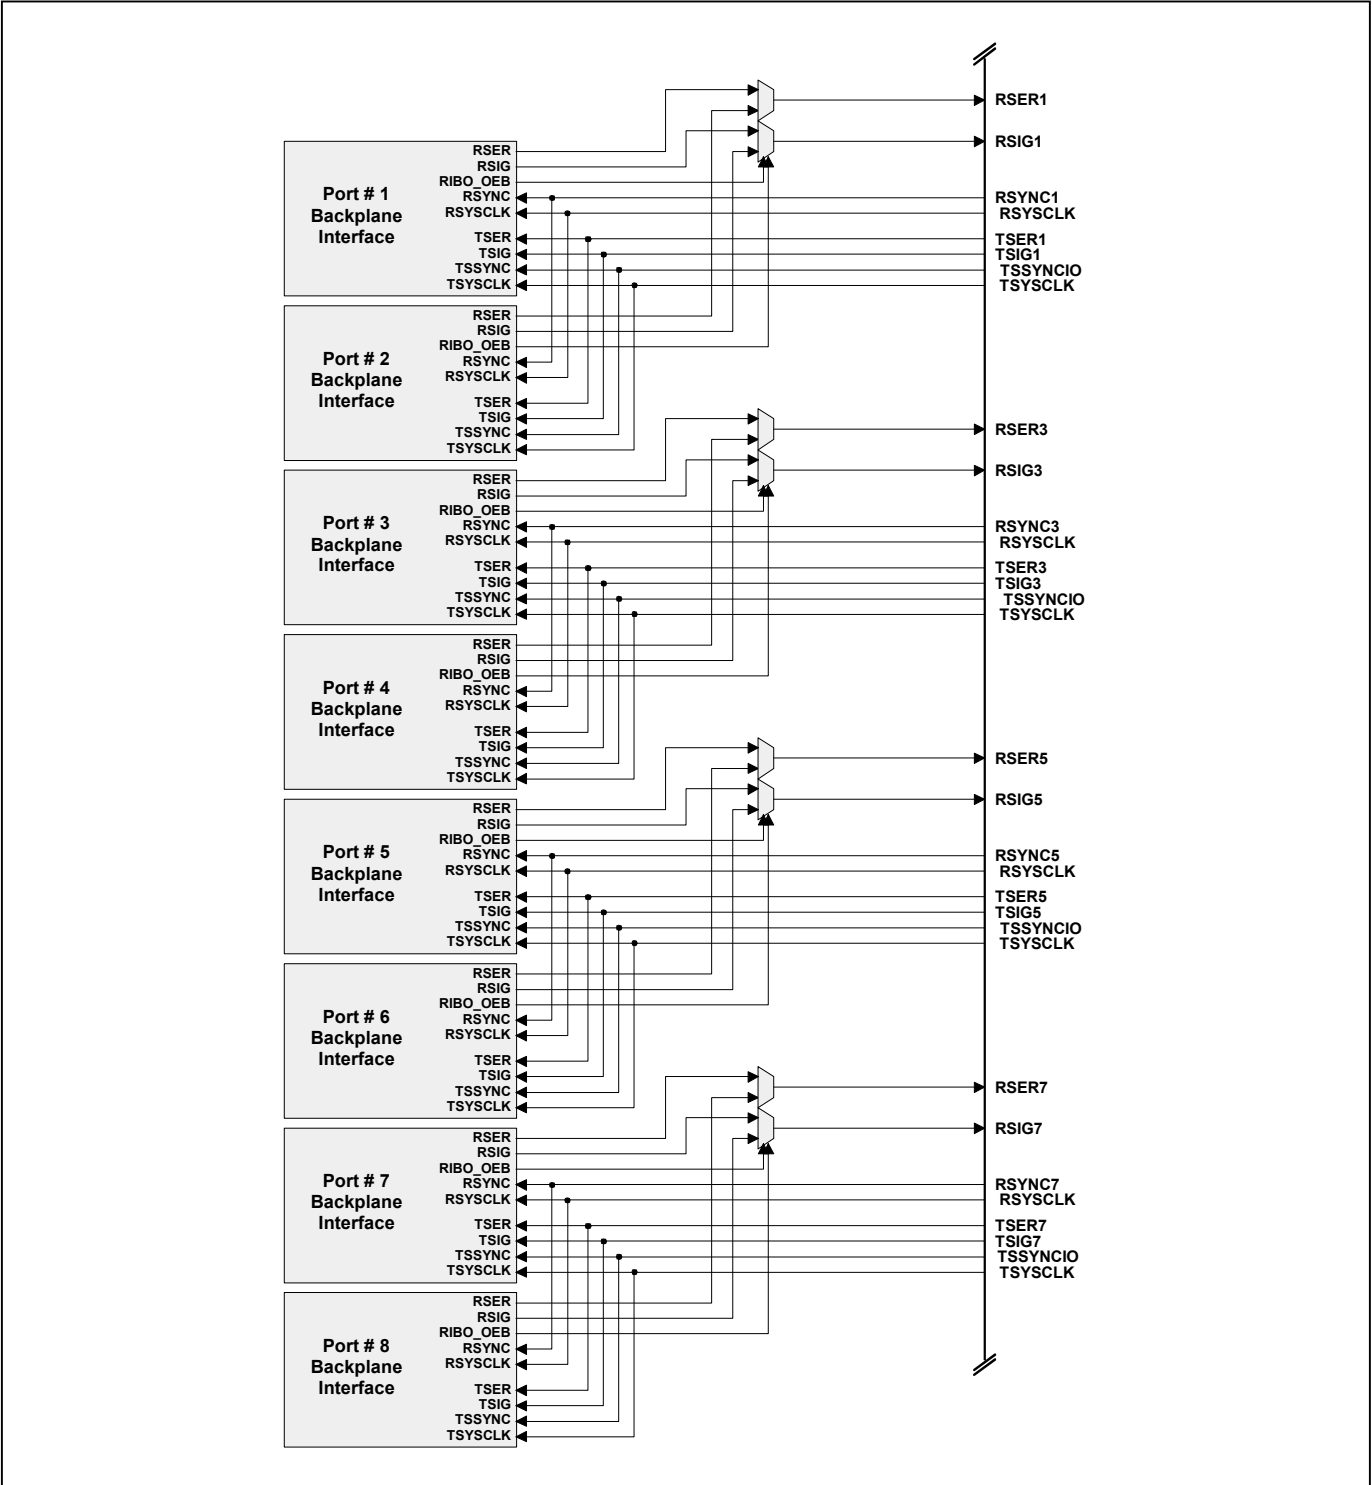 RSER1
RSIG1
Port # 1
Backplane
Interface
RSER
RSIG
RIBO_OEB
RSYNC
RSYSCLK
TSER
TSIG
TSSYNC
TSYSCLK
RSYNC1
RSYSCLK
TSER1
TSIG1
TSSYNCIO
TSYSCLK
Port # 2
Backplane
Interface
RSER
RSIG
RIBO_OEB
RSYNC
RSYSCLK
TSER
TSIG
TSSYNC
TSYSCLK
RSER3
RSIG3
Port # 3
Backplane
Interface
RSER
RSIG
RIBO_OEB
RSYNC
RSYSCLK
TSER
TSIG
TSSYNC
TSYSCLK
RSYNC3
RSYSCLK
TSER3
TSIG3
TSSYNCIO
TSYSCLK
Port # 4
Backplane
Interface
RSER
RSIG
RIBO_OEB
RSYNC
RSYSCLK
TSER
TSIG
TSSYNC
TSYSCLK
RSER5
RSIG5
Port # 5
Backplane
Interface
RSER
RSIG
RIBO_OEB
RSYNC
RSYSCLK
TSER
TSIG
TSSYNC
TSYSCLK
RSYNC5
RSYSCLK
TSER5
TSIG5
TSSYNCIO
TSYSCLK
Port # 6
Backplane
Interface
RSER
RSIG
RIBO_OEB
RSYNC
RSYSCLK
TSER
TSIG
TSSYNC
TSYSCLK
RSER7
RSIG7
Port # 7
Backplane
Interface
RSER
RSIG
RIBO_OEB
RSYNC
RSYSCLK
TSER
TSIG
TSSYNC
TSYSCLK
RSYNC7
RSYSCLK
TSER7
TSIG7
TSSYNCIO
TSYSCLK
Port # 8
Backplane
Interface
RSER
RSIG
RIBO_OEB
RSYNC
RSYSCLK
TSER
TSIG
TSSYNC
TSYSCLK